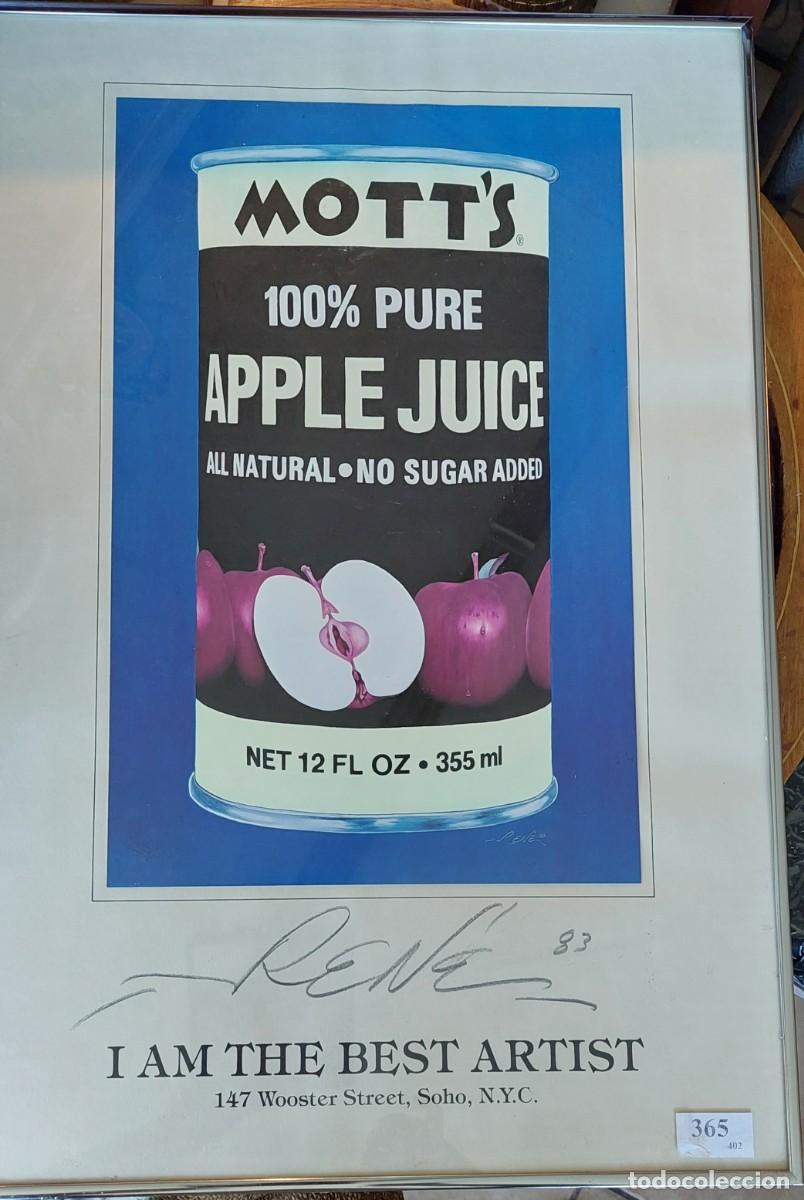 MOTT'S®
100% PURE
APPLE JUICE
ALL NATURAL • NO SUGAR ADDED
NET 12 FL OZ • 355 ml
RENÉ
RENÉ 83
I AM THE BEST ARTIST
147 Wooster Street, Soho, N.Y.C.
365
402
todocoleccion